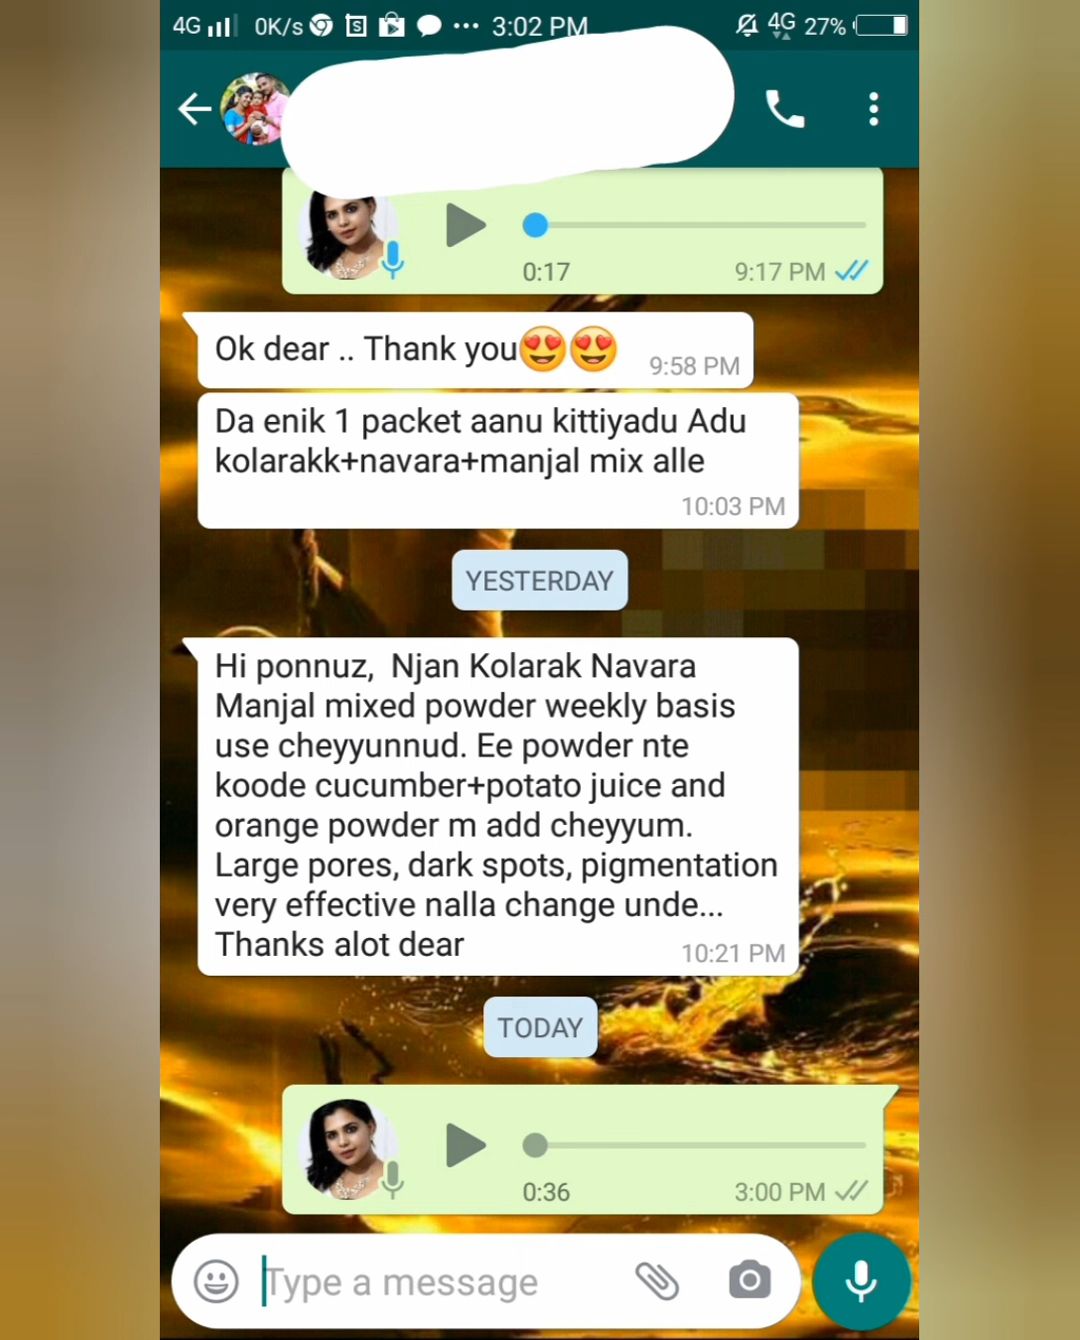 4G 0K/s S ... 3:02 PM 4G 27%
0:17 9:17 PM
Ok dear .. Thank you😍😍 9:58 PM
Da enik 1 packet aanu kittiyadu Adu
kolarakk+navara+manjal mix alle
10:03 PM
YESTERDAY
Hi ponnuz, Njan Kolarak Navara
Manjal mixed powder weekly basis
use cheyyunnud. Ee powder nte
koode cucumber+potato juice and
orange powder m add cheyyum.
Large pores, dark spots, pigmentation
very effective nalla change unde...
Thanks alot dear 10:21 PM
TODAY
0:36 3:00 PM
Type a message